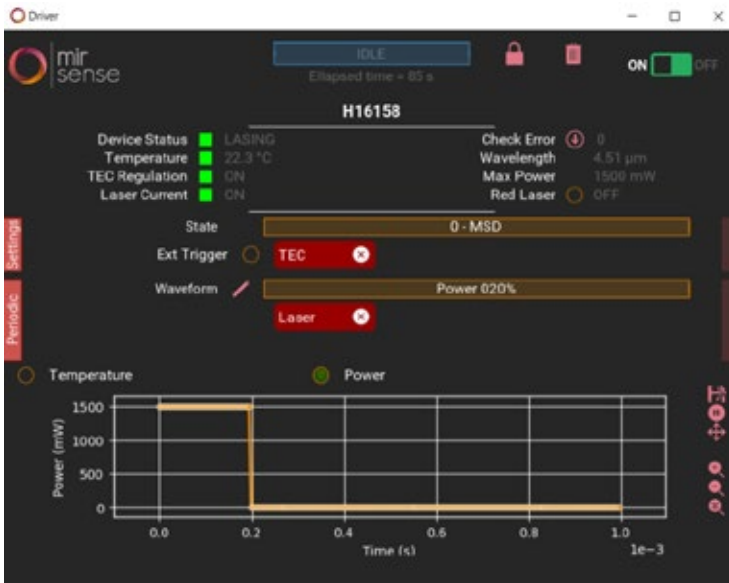 Driver
mir
sense
IDLE
Ellapsed time = 85 s
ON OFF
H16158
Device Status LASING
Temperature 22.3 °C
TEC Regulation ON
Laser Current ON
Check Error 0
Wavelength 4.51 µm
Max Power 1500 mW
Red Laser OFF
Settings
Periodic
State 0 - MSD
Ext Trigger TEC
Waveform Power 020%
Laser
Temperature Power
Power (mW)
1500
1000
500
0
0.0 0.2 0.4 0.6 0.8 1.0
Time (s) 1e-3